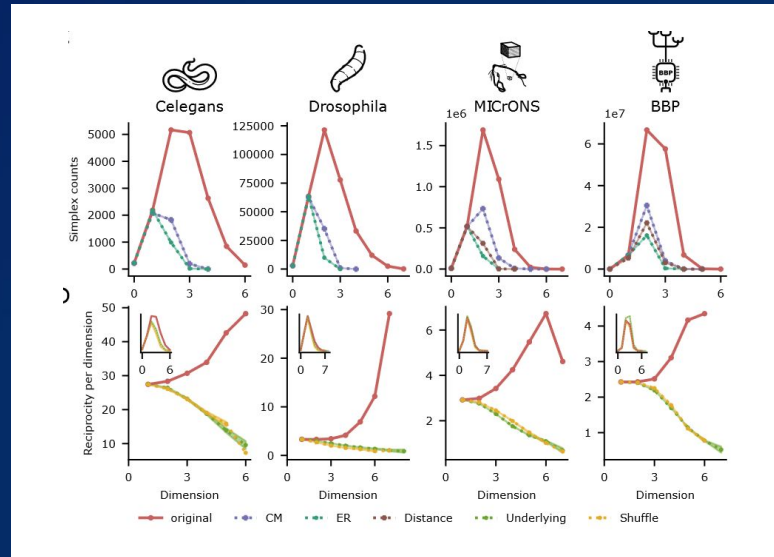 BBP
Celegans Drosophila MICrONS BBP
1e6 1e7
Simplex counts
5000
4000
3000
2000
1000
0
0 3 6
125000
100000
75000
50000
25000
0
0 3 6
1.5
1.0
0.5
0.0
0 3 6
6
4
2
0
0 3 6
Reciprocity per dimension
50
40
30
20
10
0 6
0 3 6
Dimension
30
20
10
0
0 7
0 3 6
Dimension
6
4
2
0 7
0 3 6
Dimension
4
3
2
1
0 6
0 3 6
Dimension
original CM ER Distance Underlying Shuffle